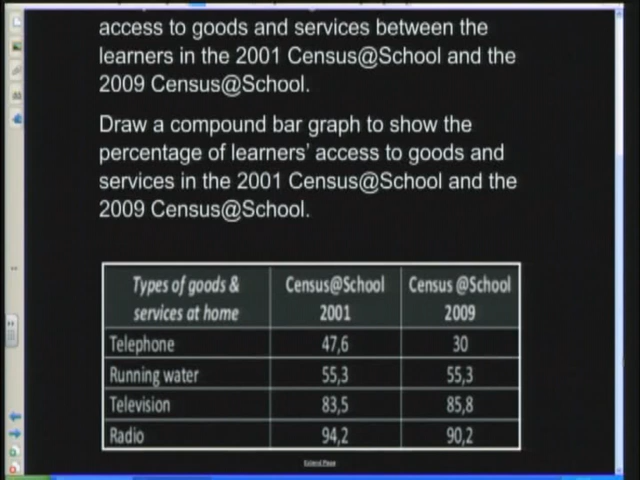 access to goods and services between the
learners in the 2001 Census@School and the
2009 Census@School.
Draw a compound bar graph to show the
percentage of learners’ access to goods and
services in the 2001 Census@School and the
2009 Census@School.
Types of goods & services at home Census@School 2001 Census @School 2009
Telephone 47,6 30
Running water 55,3 55,3
Television 83,5 85,8
Radio 94,2 90,2
Extend Page